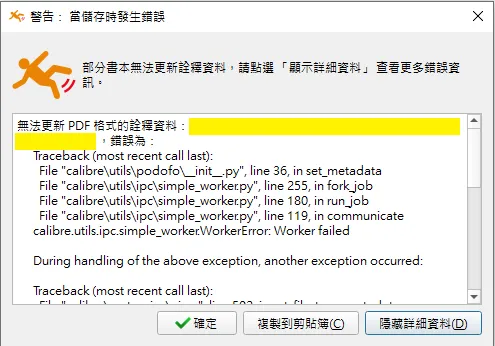 警告： 當儲存時發生錯誤
部分書本無法更新詮釋資料，請點選 「顯示詳細資料」 查看更多錯誤資
訊。
無法更新 PDF 格式的詮釋資料：
，錯誤為：
Traceback (most recent call last):
File "calibre\utils\podofo\__init__.py", line 36, in set_metadata
File "calibre\utils\ipc\simple_worker.py", line 255, in fork_job
File "calibre\utils\ipc\simple_worker.py", line 180, in run_job
File "calibre\utils\ipc\simple_worker.py", line 119, in communicate
calibre.utils.ipc.simple_worker.WorkerError: Worker failed
During handling of the above exception, another exception occurred:
Traceback (most recent call last):
確定
複製到剪貼簿(C)
隱藏詳細資料(D)